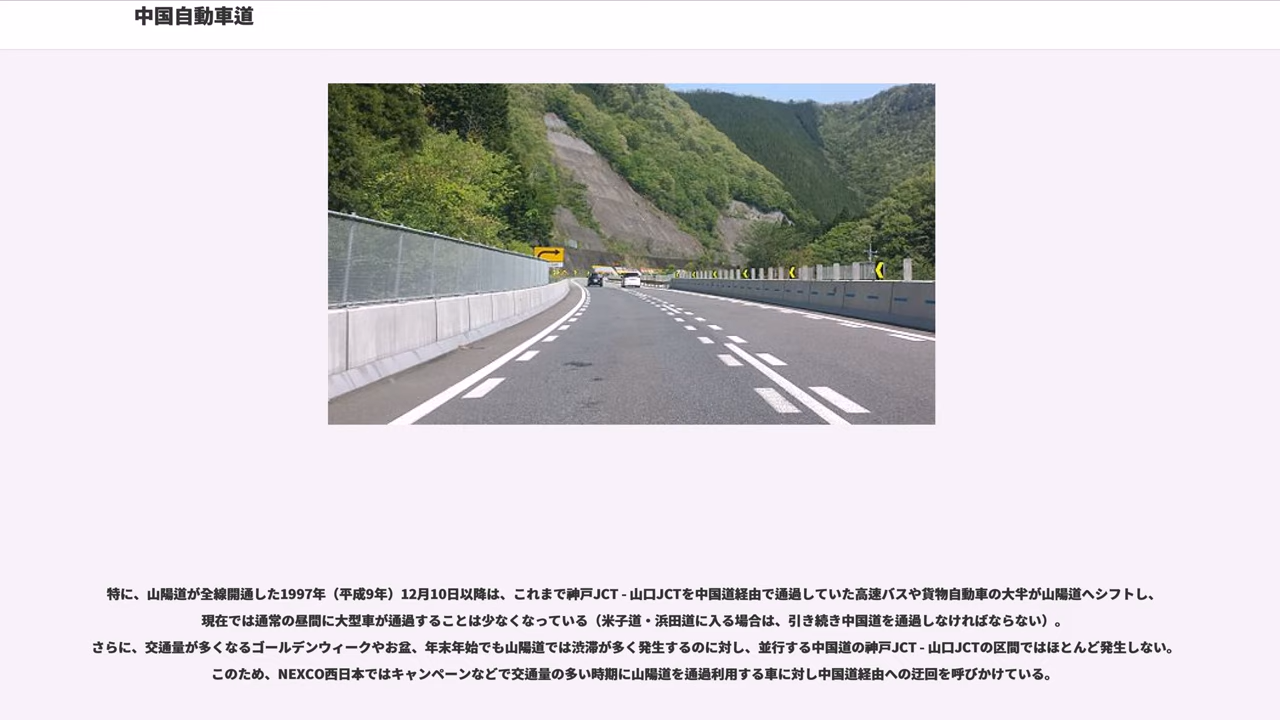 中国自動車道
特に、山陽道が全線開通した1997年（平成9年）12月10日以降は、これまで神戸JCT - 山口JCTを中国道経由で通過していた高速バスや貨物自動車の大半が山陽道へシフトし、
現在では通常の昼間に大型車が通過することは少なくなっている（米子道・浜田道に入る場合は、引き続き中国道を通過しなければならない）。
さらに、交通量が多くなるゴールデンウィークやお盆、年末年始でも山陽道では渋滞が多く発生するのに対し、並行する中国道の神戸JCT - 山口JCTの区間ではほとんど発生しない。
このため、NEXCO西日本ではキャンペーンなどで交通量の多い時期に山陽道を通過利用する車に対し中国道経由への迂回を呼びかけている。